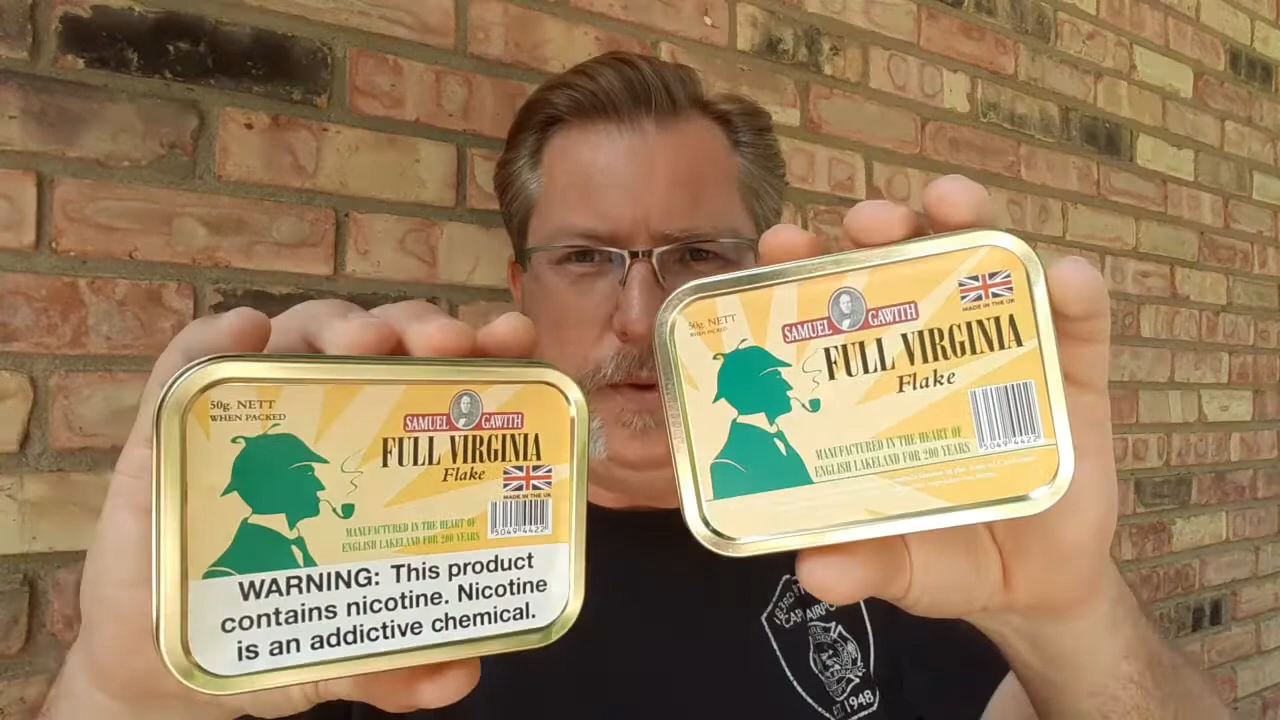 50g. NETT
WHEN PACKED
SAMUEL GAWITH
FULL VIRGINIA
Flake
MADE IN THE UK
5049 4422
MANUFACTURED IN THE HEART OF
ENGLISH LAKELAND FOR 200 YEARS
WARNING: This product
contains nicotine. Nicotine
is an addictive chemical.
50g. NETT
WHEN PACKED
SAMUEL GAWITH
MADE IN THE UK
FULL VIRGINIA
Flake
5049 4422
MANUFACTURED IN THE HEART OF
ENGLISH LAKELAND FOR 200 YEARS
83RD
AIRPO
FIRE
1948